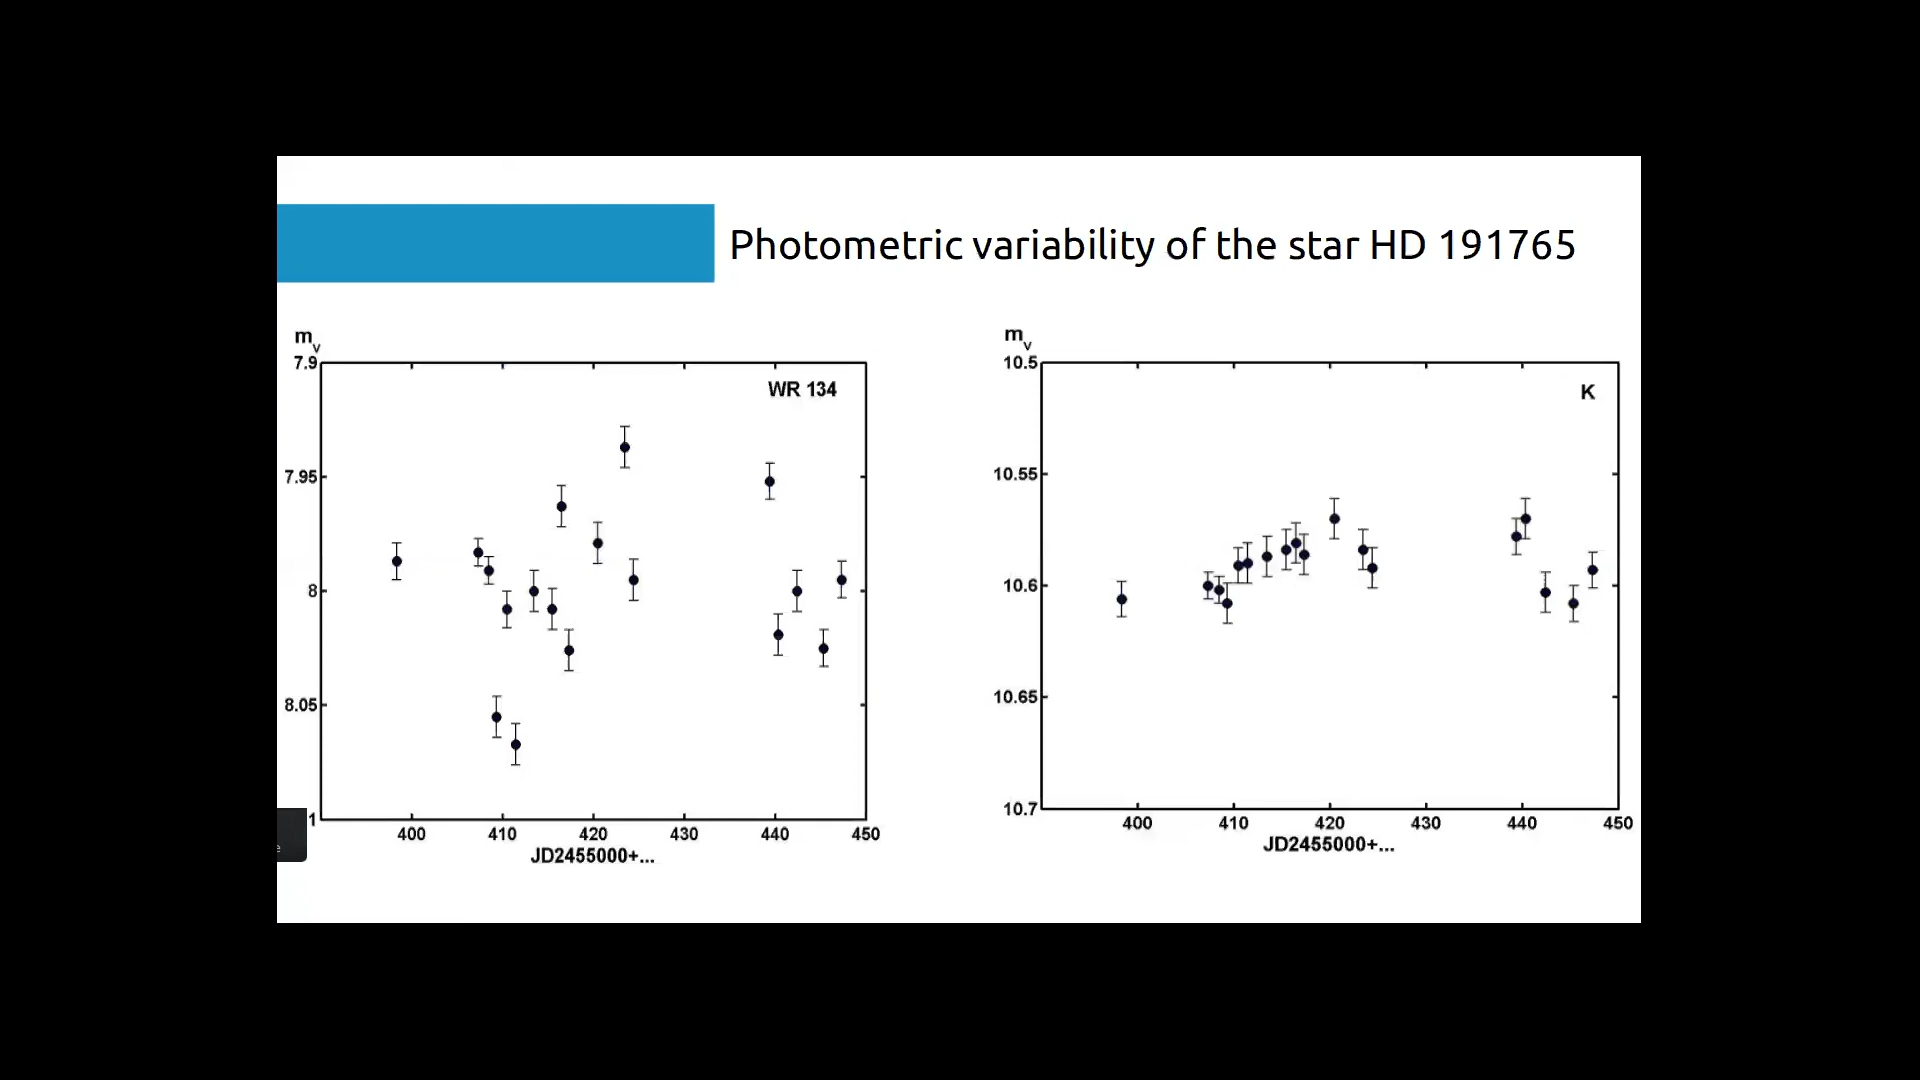 Photometric variability of the star HD 191765
mv
7.9
WR 134
7.95
8
8.05
1
400 410 420 430 440 450
JD2455000+...
mv
10.5
K
10.55
10.6
10.65
10.7
400 410 420 430 440 450
JD2455000+...
e